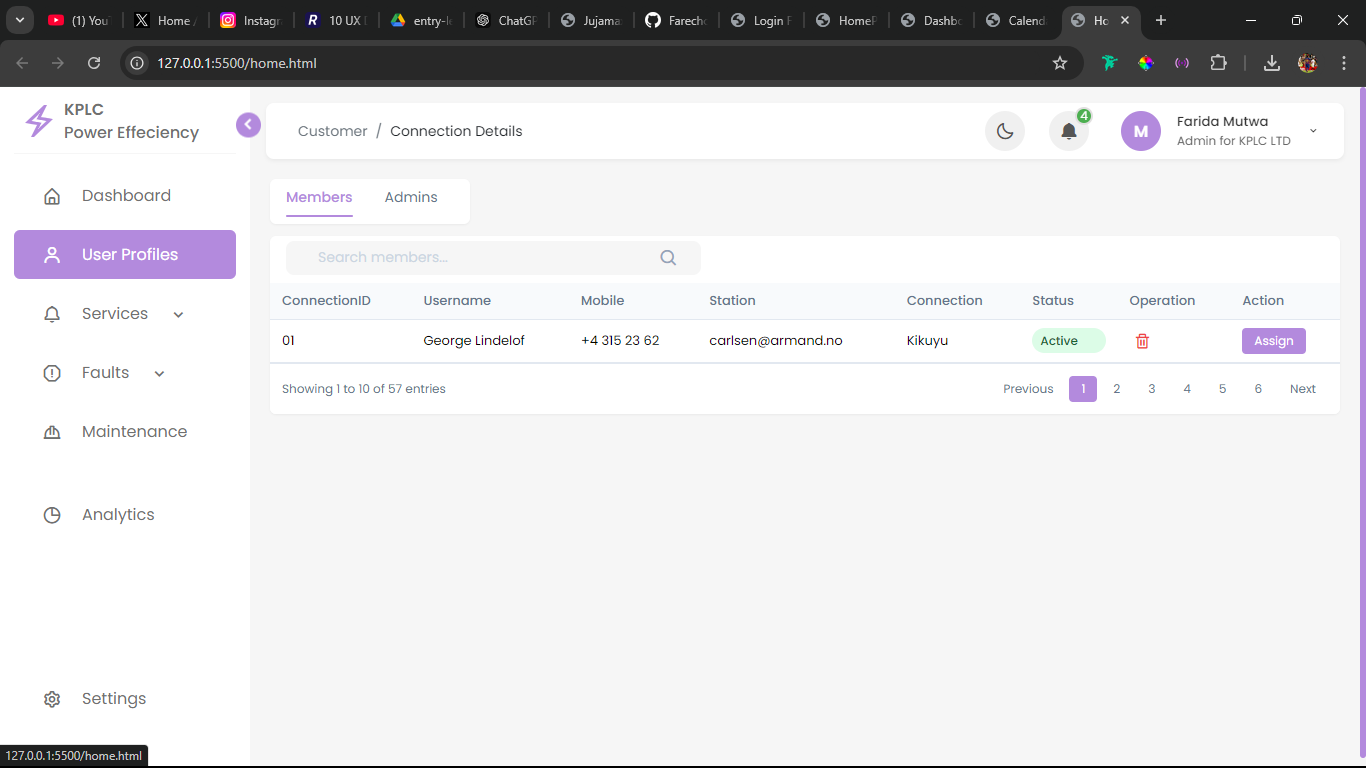 (1) You
Home /
Instagr
R 10 UX D
entry-le
ChatGP
Jujama
Farecho
Login F
HomeP
Dashbo
Calend
Ho
127.0.0.1:5500/home.html
KPLC
Power Effeciency
Customer / Connection Details
4
M
Farida Mutwa
Admin for KPLC LTD
Members Admins
Dashboard
User Profiles
Services
Faults
Maintenance
Analytics
Settings
Search members...
ConnectionID Username Mobile Station Connection Status Operation Action
01 George Lindelof +4 315 23 62 carlsen@armand.no Kikuyu Active Assign
Showing 1 to 10 of 57 entries Previous 1 2 3 4 5 6 Next
127.0.0.1:5500/home.html